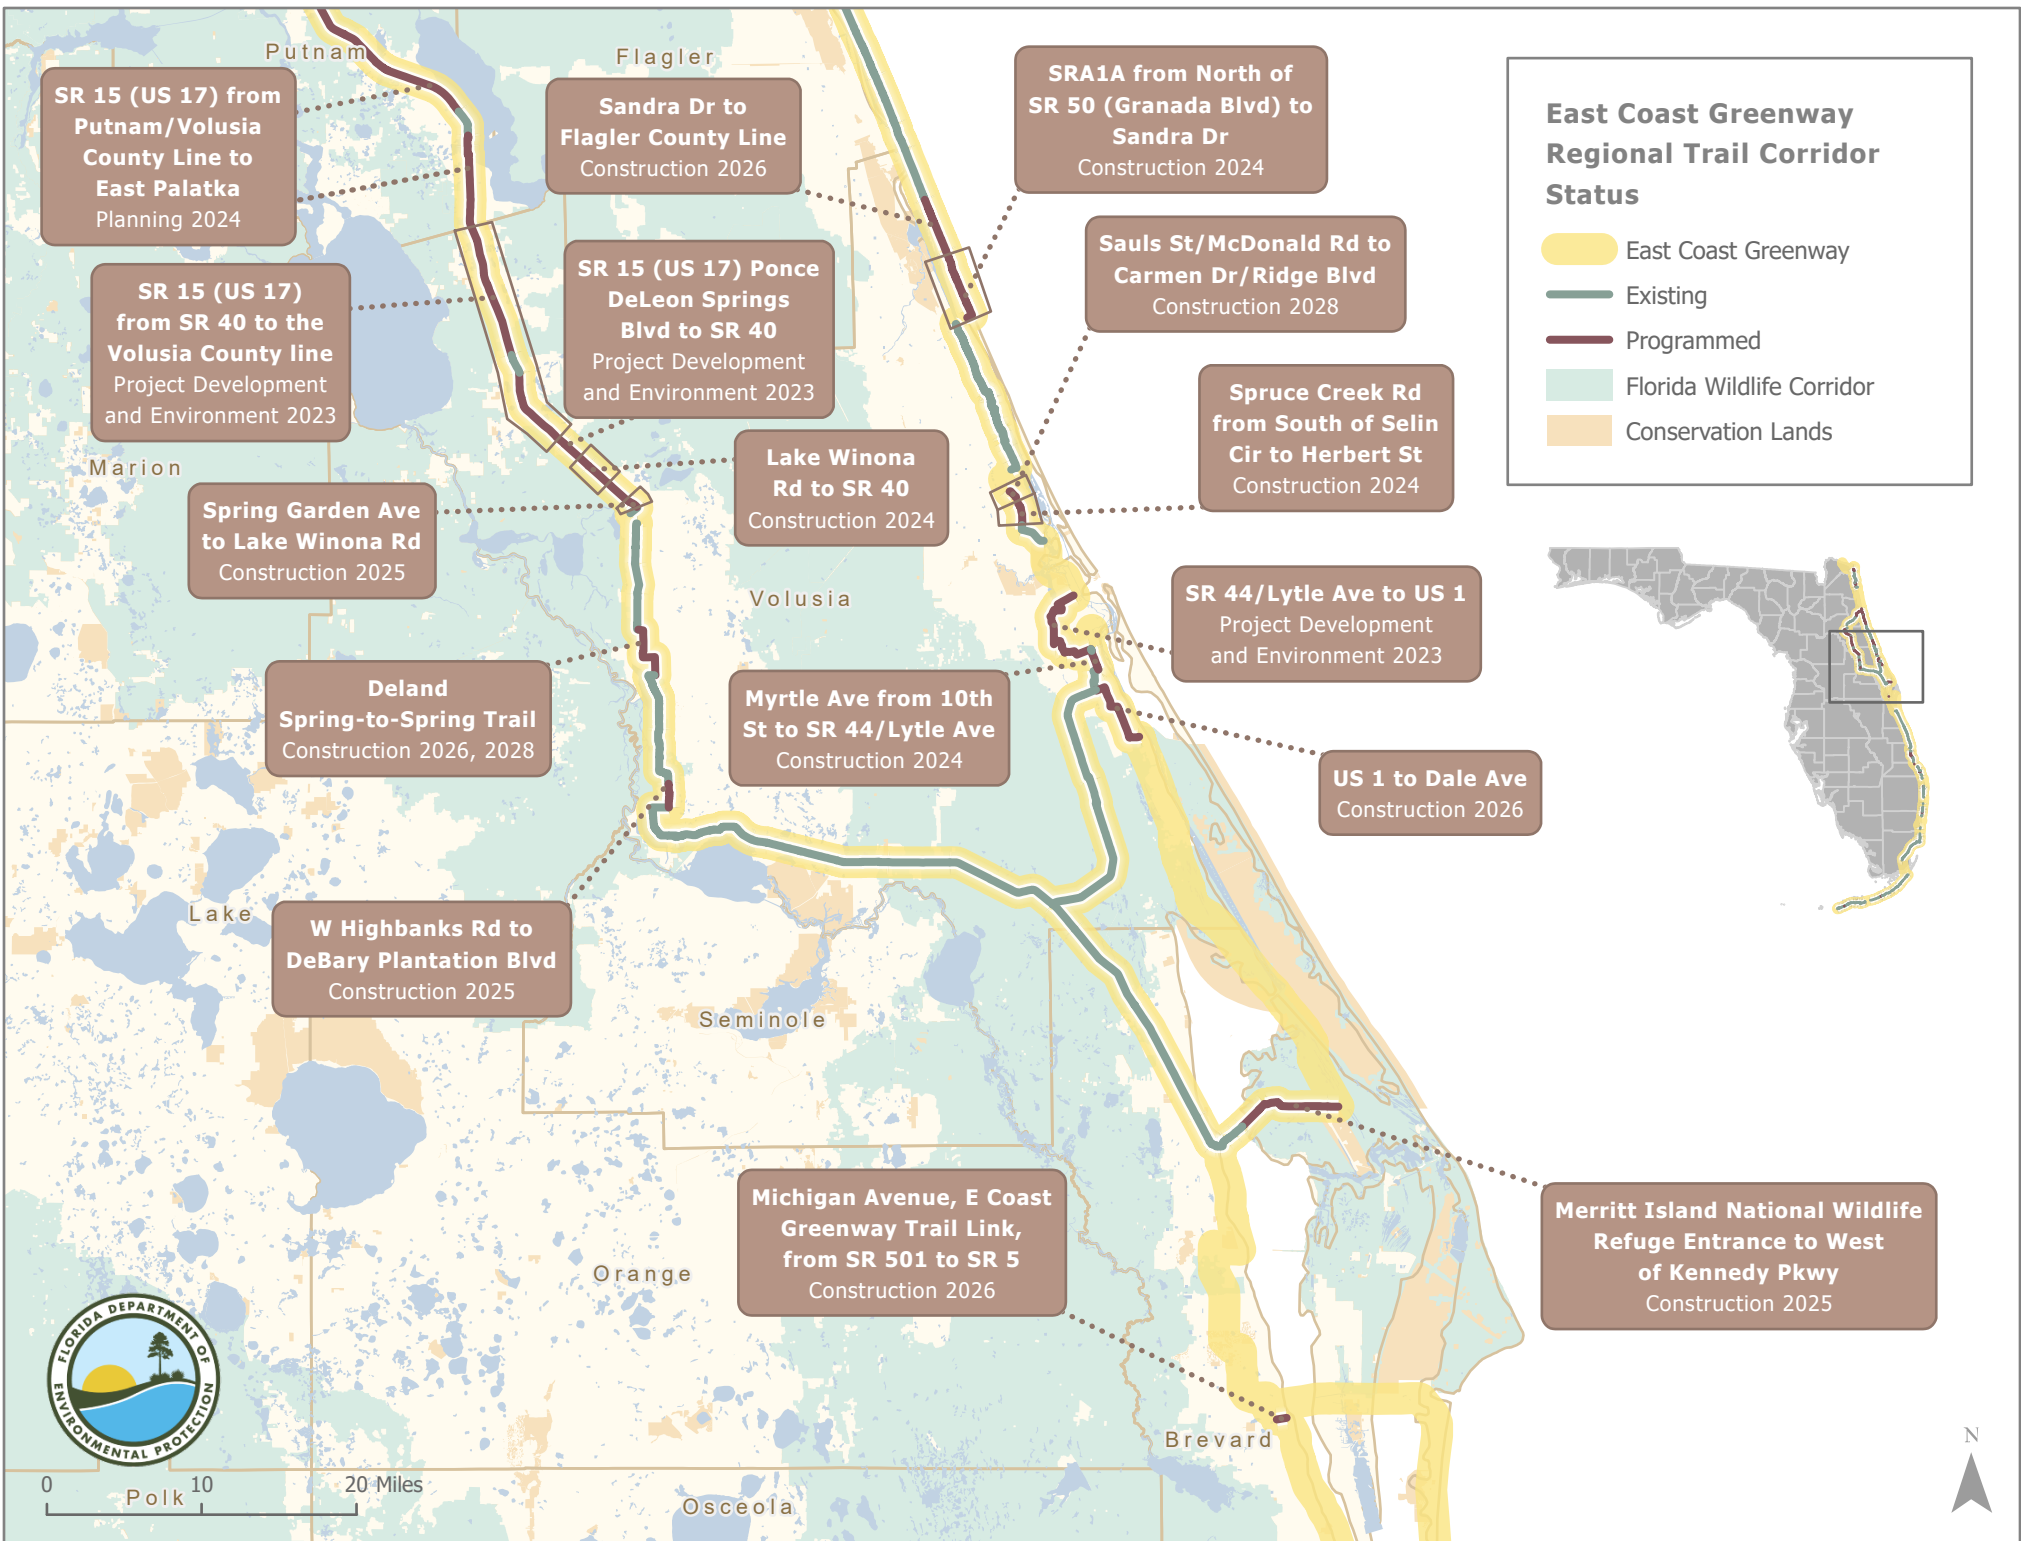 Putnam
Flagler
SR 15 (US 17) from
Putnam/Volusia
County Line to
East Palatka
Planning 2024
Sandra Dr to
Flagler County Line
Construction 2026
SRA1A from North of
SR 50 (Granada Blvd) to
Sandra Dr
Construction 2024
East Coast Greenway
Regional Trail Corridor
Status
East Coast Greenway
Existing
Programmed
Florida Wildlife Corridor
Conservation Lands
SR 15 (US 17)
from SR 40 to the
Volusia County line
Project Development
and Environment 2023
SR 15 (US 17) Ponce
DeLeon Springs
Blvd to SR 40
Project Development
and Environment 2023
Sauls St/McDonald Rd to
Carmen Dr/Ridge Blvd
Construction 2028
Spruce Creek Rd
from South of Selin
Cir to Herbert St
Construction 2024
Marion
Lake Winona
Rd to SR 40
Construction 2024
Spring Garden Ave
to Lake Winona Rd
Construction 2025
Volusia
SR 44/Lytle Ave to US 1
Project Development
and Environment 2023
Deland
Spring-to-Spring Trail
Construction 2026, 2028
Myrtle Ave from 10th
St to SR 44/Lytle Ave
Construction 2024
US 1 to Dale Ave
Construction 2026
Lake
W Highbanks Rd to
DeBary Plantation Blvd
Construction 2025
Seminole
Michigan Avenue, E Coast
Greenway Trail Link,
from SR 501 to SR 5
Construction 2026
Merritt Island National Wildlife
Refuge Entrance to West
of Kennedy Pkwy
Construction 2025
Orange
FLORIDA DEPARTMENT OF
ENVIRONMENTAL PROTECTION
Brevard
N
0 10 20 Miles
Polk
Osceola